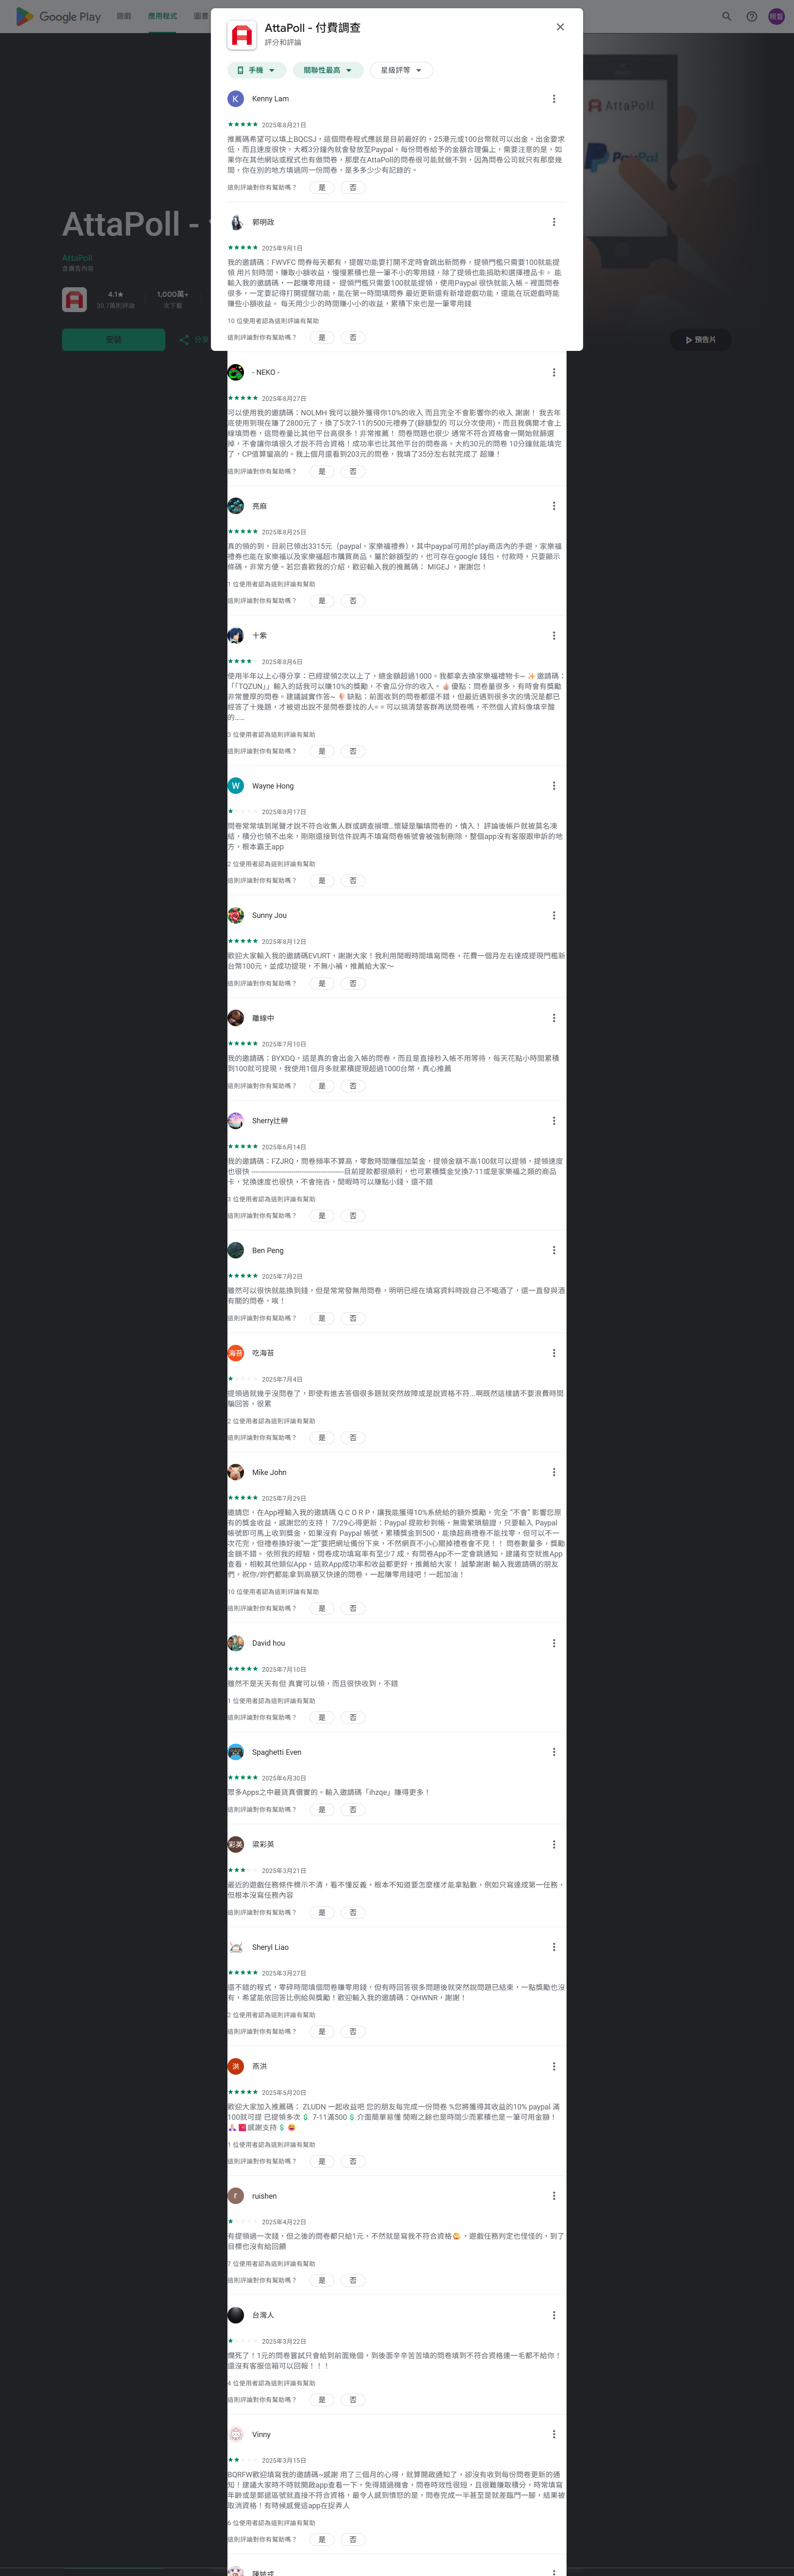 Google Play
遊戲
應用程式
圖書
AttaPoll - 付費調查
評分和評論
手機
關聯性最高
星級評等
AttaPoll -
AttaPoll
含廣告內容
4.1★
30.7萬則評論
1,000萬+
次下載
安裝
分享
預告片
AttaPoll
PayPal
Kenny Lam
2025年8月21日
推薦碼希望可以填上BQCSJ，這個問卷程式應該是目前最好的，25港元或100台幣就可以出金，出金要求
低，而且速度很快，大概3分鐘內就會發放至Paypal。每份問卷給予的金額合理偏上，需要注意的是，如
果你在其他網站或程式也有做問卷，那麼在AttaPoll的問卷很可能就做不到，因為問卷公司就只有那麼幾
間，你在別的地方填過同一份問卷，是多多少少有記錄的。
這則評論對你有幫助嗎？
是
否
郭明政
2025年9月1日
我的邀請碼：FWVFC 問券每天都有，提醒功能要打開不定時會跳出新問券，提領門檻只需要100就能提
領 用片刻時間，賺取小額收益，慢慢累積也是一筆不小的零用錢，除了提領也能捐助和選擇禮品卡。 能
輸入我的邀請碼，一起賺零用錢。 提領門檻只需要100就能提領，使用Paypal 很快就能入帳。裡面問卷
很多，一定要記得打開提醒功能，能在第一時間填問券 最近更新還有新增遊戲功能，還能在玩遊戲時能
賺些小額收益。 每天用少少的時間賺小小的收益，累積下來也是一筆零用錢
10 位使用者認為這則評論有幫助
這則評論對你有幫助嗎？
是
否
- NEKO -
2025年8月27日
可以使用我的邀請碼：NOLMH 我可以額外獲得你10%的收入 而且完全不會影響你的收入 謝謝！ 我去年
底使用到現在賺了2800元了，換了5次7-11的500元禮券了(餘額型的 可以分次使用)，而且我偶爾才會上
線填問卷，這問卷量比其他平台高很多！非常推薦！ 問卷問題也很少 通常不符合資格會一開始就篩選
掉，不會讓你填很久才說不符合資格！成功率也比其他平台的問卷高。大約30元的問卷 10分鐘就能填完
了，CP值算蠻高的。我上個月還看到203元的問卷，我填了35分左右就完成了 超賺！
這則評論對你有幫助嗎？
是
否
亮麻
2025年8月25日
真的領的到，目前已領出3315元（paypal、家樂福禮券），其中paypal可用於play商店內的手遊，家樂福
禮券也能在家樂福以及家樂福超市購買商品，屬於餘額型的，也可存在google 錢包，付款時，只要顯示
條碼，非常方便。若您喜歡我的介紹，歡迎輸入我的推薦碼： MIGEJ ，謝謝您！
1 位使用者認為這則評論有幫助
這則評論對你有幫助嗎？
是
否
十紫
2025年8月6日
使用半年以上心得分享：已經提領2次以上了，總金額超過1000。我都拿去換家樂福禮物卡~ ✨ 邀請碼：
「「TQZUN」」輸入的話我可以賺10%的獎勵，不會瓜分你的收入。👍優點：問卷量很多，有時會有獎勵
非常豐厚的問卷。建議誠實作答~ 👎缺點：前面收到的問卷都還不錯，但最近遇到很多次的情況是都已
經答了十幾題，才被退出說不是問卷要找的人= = 可以搞清楚客群再送問卷嗎，不然個人資料像填辛酸
的......
3 位使用者認為這則評論有幫助
這則評論對你有幫助嗎？
是
否
Wayne Hong
2025年8月17日
問卷常常填到尾聲才說不符合收集人群或調查損壞...懷疑是騙填問卷的，慎入！ 評論後帳戶就被莫名凍
結，積分也領不出來，剛剛還接到信件說再不填寫問卷帳號會被強制刪除，整個app沒有客服跟申訴的地
方，根本霸王app
2 位使用者認為這則評論有幫助
這則評論對你有幫助嗎？
是
否
Sunny Jou
2025年8月12日
歡迎大家輸入我的邀請碼EVURT，謝謝大家！我利用閒暇時間填寫問卷，花費一個月左右達成提現門檻新
台幣100元，並成功提現，不無小補，推薦給大家～
這則評論對你有幫助嗎？
是
否
離線中
2025年7月10日
我的邀請碼：BYXDQ，這是真的會出金入帳的問卷，而且是直接秒入帳不用等待，每天花點小時間累積
到100就可提現，我使用1個月多就累積提現超過1000台幣，真心推薦
這則評論對你有幫助嗎？
是
否
Sherry辻榊
2025年6月14日
我的邀請碼：FZJRQ，問卷頻率不算高，零散時間賺個加菜金，提領金額不高100就可以提領，提領速度
也很快 ----------------------------------------目前提款都很順利，也可累積獎金兌換7-11或是家樂福之類的商品
卡，兌換速度也很快，不會拖沓，閒暇時可以賺點小錢，還不錯
3 位使用者認為這則評論有幫助
這則評論對你有幫助嗎？
是
否
Ben Peng
2025年7月2日
雖然可以很快就能換到錢，但是常常發無用問卷，明明已經在填寫資料時說自己不喝酒了，還一直發與酒
有關的問卷，唉！
這則評論對你有幫助嗎？
是
否
吃海苔
2025年7月4日
提領過就幾乎沒問卷了，即使有進去答個很多題就突然故障或是說資格不符...啊既然這樣請不要浪費時間
騙回答，很累
2 位使用者認為這則評論有幫助
這則評論對你有幫助嗎？
是
否
Mike John
2025年7月29日
邀請您，在App裡輸入我的邀請碼 Q C O R P，讓我能獲得10%系統給的額外獎勵，完全 "不會" 影響您原
有的獎金收益，感謝您的支持！ 7/29心得更新：Paypal 提款秒到帳，無需繁瑣驗證，只要輸入 Paypal
帳號即可馬上收到獎金，如果沒有 Paypal 帳號，累積獎金到500，能換超商禮卷不能找零，但可以不一
次花完，但禮卷換好後"一定"要把網址備份下來，不然網頁不小心關掉禮卷會不見！！ 問卷數量多，獎勵
金額不錯。 依照我的經驗，問卷成功填寫率有至少7 成，有問卷App不一定會跳通知，建議有空就進App
查看，相較其他類似App，這款App成功率和收益都更好，推薦給大家！ 誠摯謝謝 輸入我邀請碼的朋友
們，祝你/妳們都能拿到高額又快速的問卷，一起賺零用錢吧！一起加油！
10 位使用者認為這則評論有幫助
這則評論對你有幫助嗎？
是
否
David hou
2025年7月10日
雖然不是天天有但 真實可以領，而且很快收到，不錯
1 位使用者認為這則評論有幫助
這則評論對你有幫助嗎？
是
否
Spaghetti Even
2025年6月30日
眾多Apps之中最貨真價實的。輸入邀請碼「ihzqe」賺得更多！
這則評論對你有幫助嗎？
是
否
梁彩英
2025年3月21日
最近的遊戲任務條件標示不清，看不懂反義，根本不知道要怎麼樣才能拿點數，例如只寫達成第一任務，
但根本沒寫任務內容
這則評論對你有幫助嗎？
是
否
Sheryl Liao
2025年3月27日
還不錯的程式，零碎時間填個問卷賺零用錢，但有時回答很多問題後就突然說問題已結束，一點獎勵也沒
有，希望能依回答比例給與獎勵！歡迎輸入我的邀請碼：QHWNR，謝謝！
2 位使用者認為這則評論有幫助
這則評論對你有幫助嗎？
是
否
燕洪
2025年5月20日
歡迎大家加入推薦碼： ZLUDN 一起收益吧 您的朋友每完成一份問卷 %您將獲得其收益的10% paypal 滿
100就可提 已提領多次💲 7-11滿500💲介面簡單易懂 閒暇之餘也是時間少而累積也是一筆可用金額！
感謝支持💲
1 位使用者認為這則評論有幫助
這則評論對你有幫助嗎？
是
否
ruishen
2025年4月22日
有提領過一次錢，但之後的問卷都只給1元，不然就是寫我不符合資格🙄，遊戲任務判定也怪怪的，到了
目標也沒有給回饋
7 位使用者認為這則評論有幫助
這則評論對你有幫助嗎？
是
否
台灣人
2025年3月22日
爛死了！1元的問卷嘗試只會給到前面幾個，到後面辛辛苦苦填的問卷填到不符合資格連一毛都不給你！
還沒有客服信箱可以回報！！！
4 位使用者認為這則評論有幫助
這則評論對你有幫助嗎？
是
否
Vinny
2025年3月15日
BQRFW歡迎填寫我的邀請碼~感謝 用了三個月的心得，就算開啟通知了，卻沒有收到每份問卷更新的通
知！建議大家時不時就開啟app查看一下，免得錯過機會，問卷時效性很短，且很難賺取積分，時常填寫
年齡或是郵遞區號就直接不符合資格，最令人感到憤怒的是，問卷完成一半甚至是就差臨門一腳，結果被
取消資格！有時候感覺這app在捉弄人
6 位使用者認為這則評論有幫助
這則評論對你有幫助嗎？
是
否